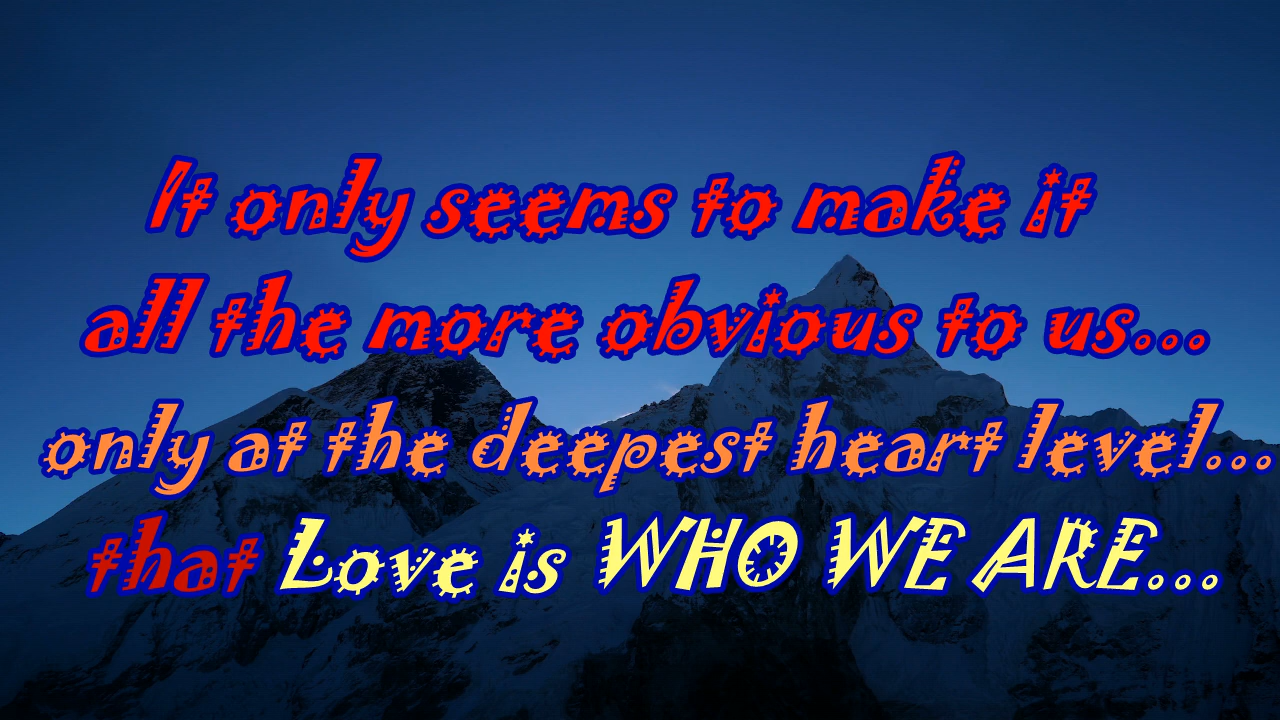 It only seems to make it
all the more obvious to us...
only at the deepest heart level...
that Love is WHO WE ARE...